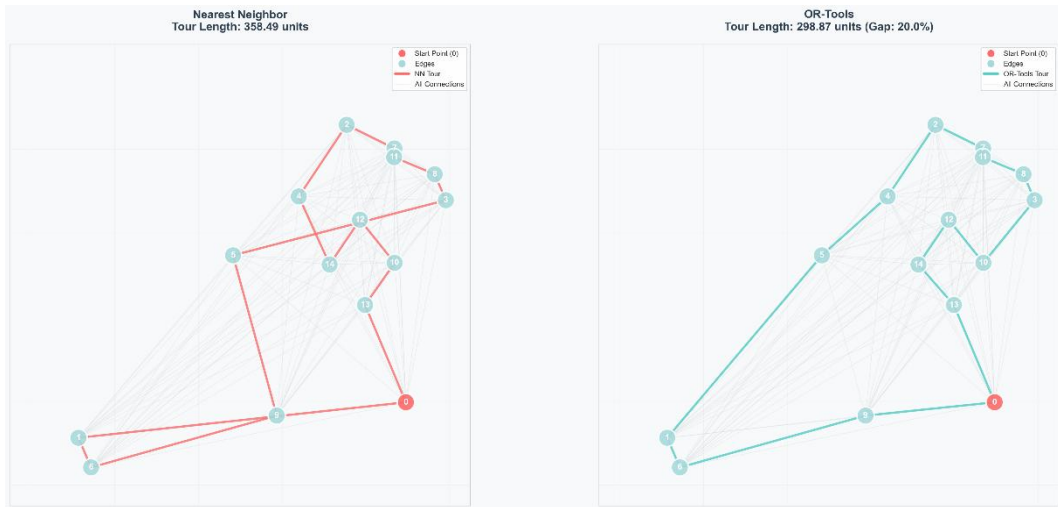 Nearest Neighbor
Tour Length: 358.49 units
Start Point (0)
Edges
NN Tour
All Connections
2
7
11
8
3
4
12
5
14
10
13
0
9
1
6
OR-Tools
Tour Length: 298.87 units (Gap: 20.0%)
Start Point (0)
Edges
OR-Tools Tour
All Connections
2
7
11
8
3
4
12
5
14
10
13
0
9
1
6